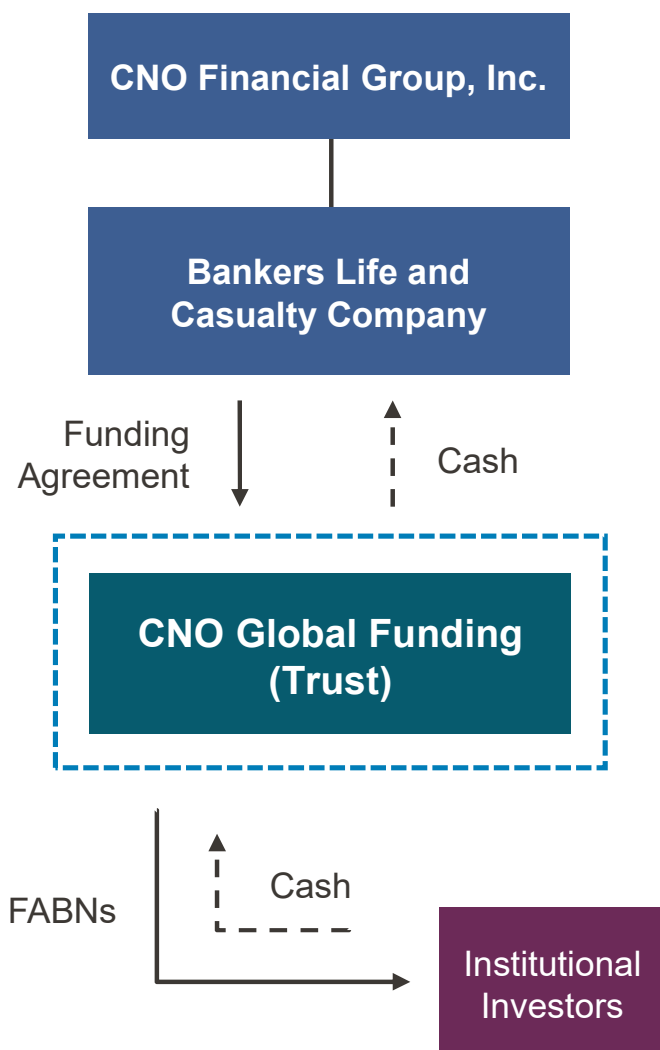 CNO Financial Group, Inc.
Bankers Life and
Casualty Company
Funding
Agreement
Cash
CNO Global Funding
(Trust)
Cash
FABNs
Institutional
Investors